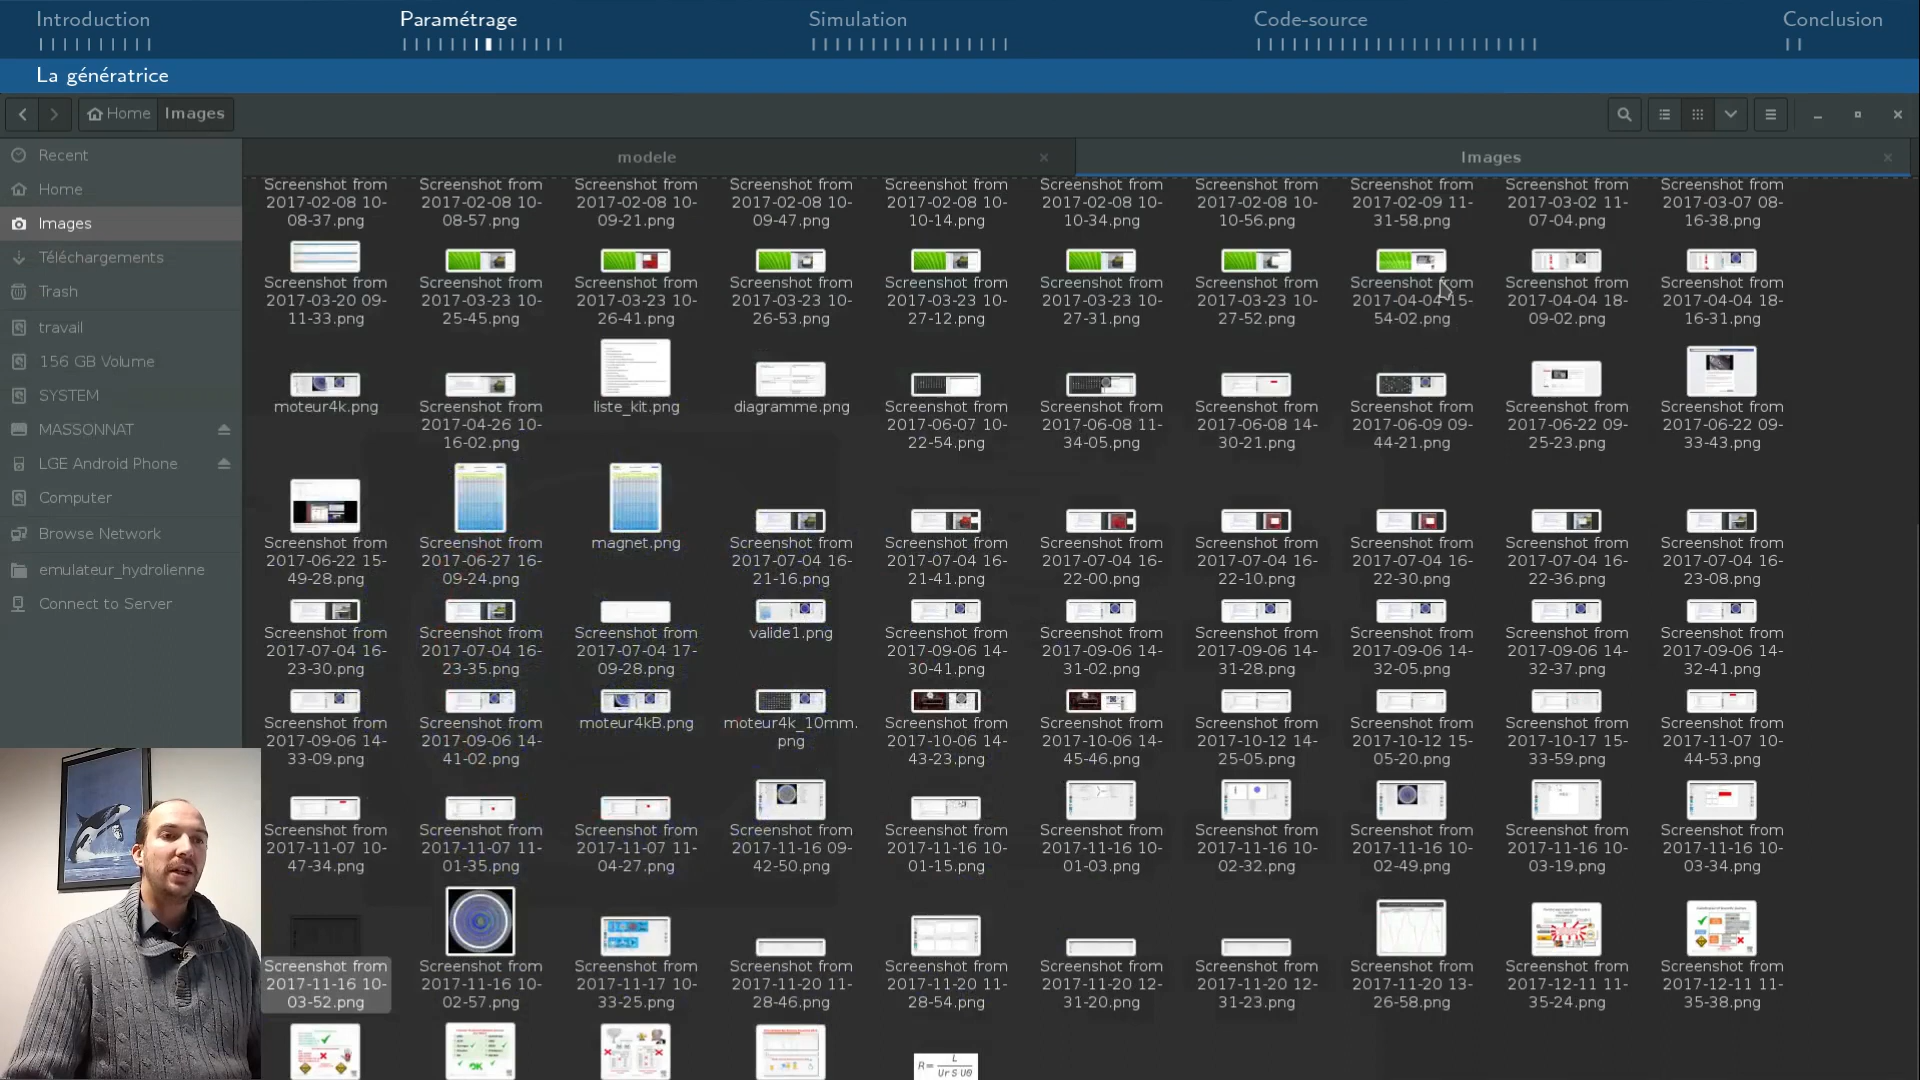 Introduction Paramétrage Simulation Code-source Conclusion
La génératrice
Home Images
Recent
Home
Images
Téléchargements
Trash
travail
156 GB Volume
SYSTEM
MASSONNAT
LGE Android Phone
Computer
Browse Network
emulateur_hydrolienne
Connect to Server
modele Images
Screenshot from Screenshot from Screenshot from Screenshot from Screenshot from Screenshot from Screenshot from Screenshot from Screenshot from Screenshot from
2017-02-08 10- 2017-02-08 10- 2017-02-08 10- 2017-02-08 10- 2017-02-08 10- 2017-02-08 10- 2017-02-08 10- 2017-02-09 11- 2017-03-02 11- 2017-03-07 08-
08-37.png 08-57.png 09-21.png 09-47.png 10-14.png 10-34.png 10-56.png 31-58.png 07-04.png 16-38.png
Screenshot from Screenshot from Screenshot from Screenshot from Screenshot from Screenshot from Screenshot from Screenshot from Screenshot from Screenshot from
2017-03-20 09- 2017-03-23 10- 2017-03-23 10- 2017-03-23 10- 2017-03-23 10- 2017-03-23 10- 2017-03-23 10- 2017-04-04 15- 2017-04-04 18- 2017-04-04 18-
11-33.png 25-45.png 26-41.png 26-53.png 27-12.png 27-31.png 27-52.png 54-02.png 09-02.png 16-31.png
moteur4k.png Screenshot from liste_kit.png diagramme.png Screenshot from Screenshot from Screenshot from Screenshot from Screenshot from Screenshot from
2017-04-26 10- 2017-06-07 10- 2017-06-08 11- 2017-06-08 14- 2017-06-09 09- 2017-06-22 09- 2017-06-22 09-
16-02.png 22-54.png 34-05.png 30-21.png 44-21.png 25-23.png 33-43.png
Screenshot from Screenshot from magnet.png Screenshot from Screenshot from Screenshot from Screenshot from Screenshot from Screenshot from Screenshot from
2017-06-22 15- 2017-06-27 16- 2017-07-04 16- 2017-07-04 16- 2017-07-04 16- 2017-07-04 16- 2017-07-04 16- 2017-07-04 16- 2017-07-04 16-
49-28.png 09-24.png 21-16.png 21-41.png 22-00.png 22-10.png 22-30.png 22-36.png 23-08.png
Screenshot from Screenshot from Screenshot from valide1.png Screenshot from Screenshot from Screenshot from Screenshot from Screenshot from Screenshot from
2017-07-04 16- 2017-07-04 16- 2017-07-04 17- 2017-09-06 14- 2017-09-06 14- 2017-09-06 14- 2017-09-06 14- 2017-09-06 14- 2017-09-06 14-
23-30.png 23-35.png 09-28.png 30-41.png 31-02.png 31-28.png 32-05.png 32-37.png 32-41.png
Screenshot from Screenshot from moteur4kB.png moteur4k_10mm. Screenshot from Screenshot from Screenshot from Screenshot from Screenshot from Screenshot from
2017-09-06 14- 2017-09-06 14- png 2017-10-06 14- 2017-10-06 14- 2017-10-12 14- 2017-10-12 15- 2017-10-17 15- 2017-11-07 10-
33-09.png 41-02.png 43-23.png 45-46.png 25-05.png 05-20.png 33-59.png 44-53.png
Screenshot from Screenshot from Screenshot from Screenshot from Screenshot from Screenshot from Screenshot from Screenshot from Screenshot from Screenshot from
2017-11-07 10- 2017-11-07 11- 2017-11-07 11- 2017-11-16 09- 2017-11-16 10- 2017-11-16 10- 2017-11-16 10- 2017-11-16 10- 2017-11-16 10- 2017-11-16 10-
47-34.png 01-35.png 04-27.png 42-50.png 01-15.png 01-03.png 02-32.png 02-49.png 03-19.png 03-34.png
Screenshot from Screenshot from Screenshot from Screenshot from Screenshot from Screenshot from Screenshot from Screenshot from Screenshot from Screenshot from
2017-11-16 10- 2017-11-16 10- 2017-11-17 10- 2017-11-20 11- 2017-11-20 11- 2017-11-20 12- 2017-11-20 12- 2017-11-20 13- 2017-12-11 11- 2017-12-11 11-
03-52.png 02-57.png 33-25.png 28-46.png 28-54.png 31-20.png 31-23.png 26-58.png 35-24.png 35-38.png
OK